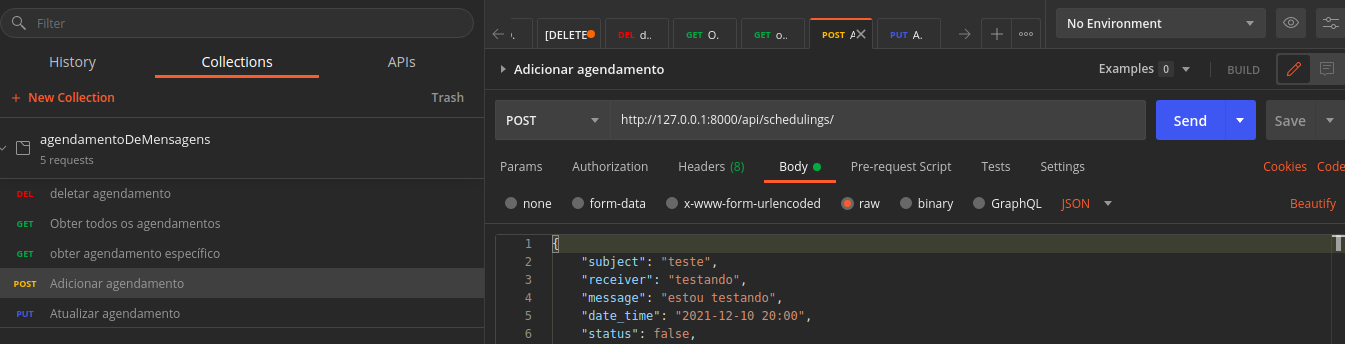 Filter
History Collections APIs
+ New Collection Trash
agendamentoDeMensagens
5 requests
DEL deletar agendamento
GET Obter todos os agendamentos
GET obter agendamento específico
POST Adicionar agendamento
PUT Atualizar agendamento
[DELETE DEL d.. GET O. GET o.. POST A PUT A. + ooo
No Environment
Adicionar agendamento Examples 0 BUILD
POST http://127.0.0.1:8000/api/schedulings/ Send Save
Params Authorization Headers (8) Body Pre-request Script Tests Settings Cookies Code
none form-data x-www-form-urlencoded raw binary GraphQL JSON Beautify
1 {
2 "subject": "teste",
3 "receiver": "testando",
4 "message": "estou testando",
5 "date_time": "2021-12-10 20:00",
6 "status": false,